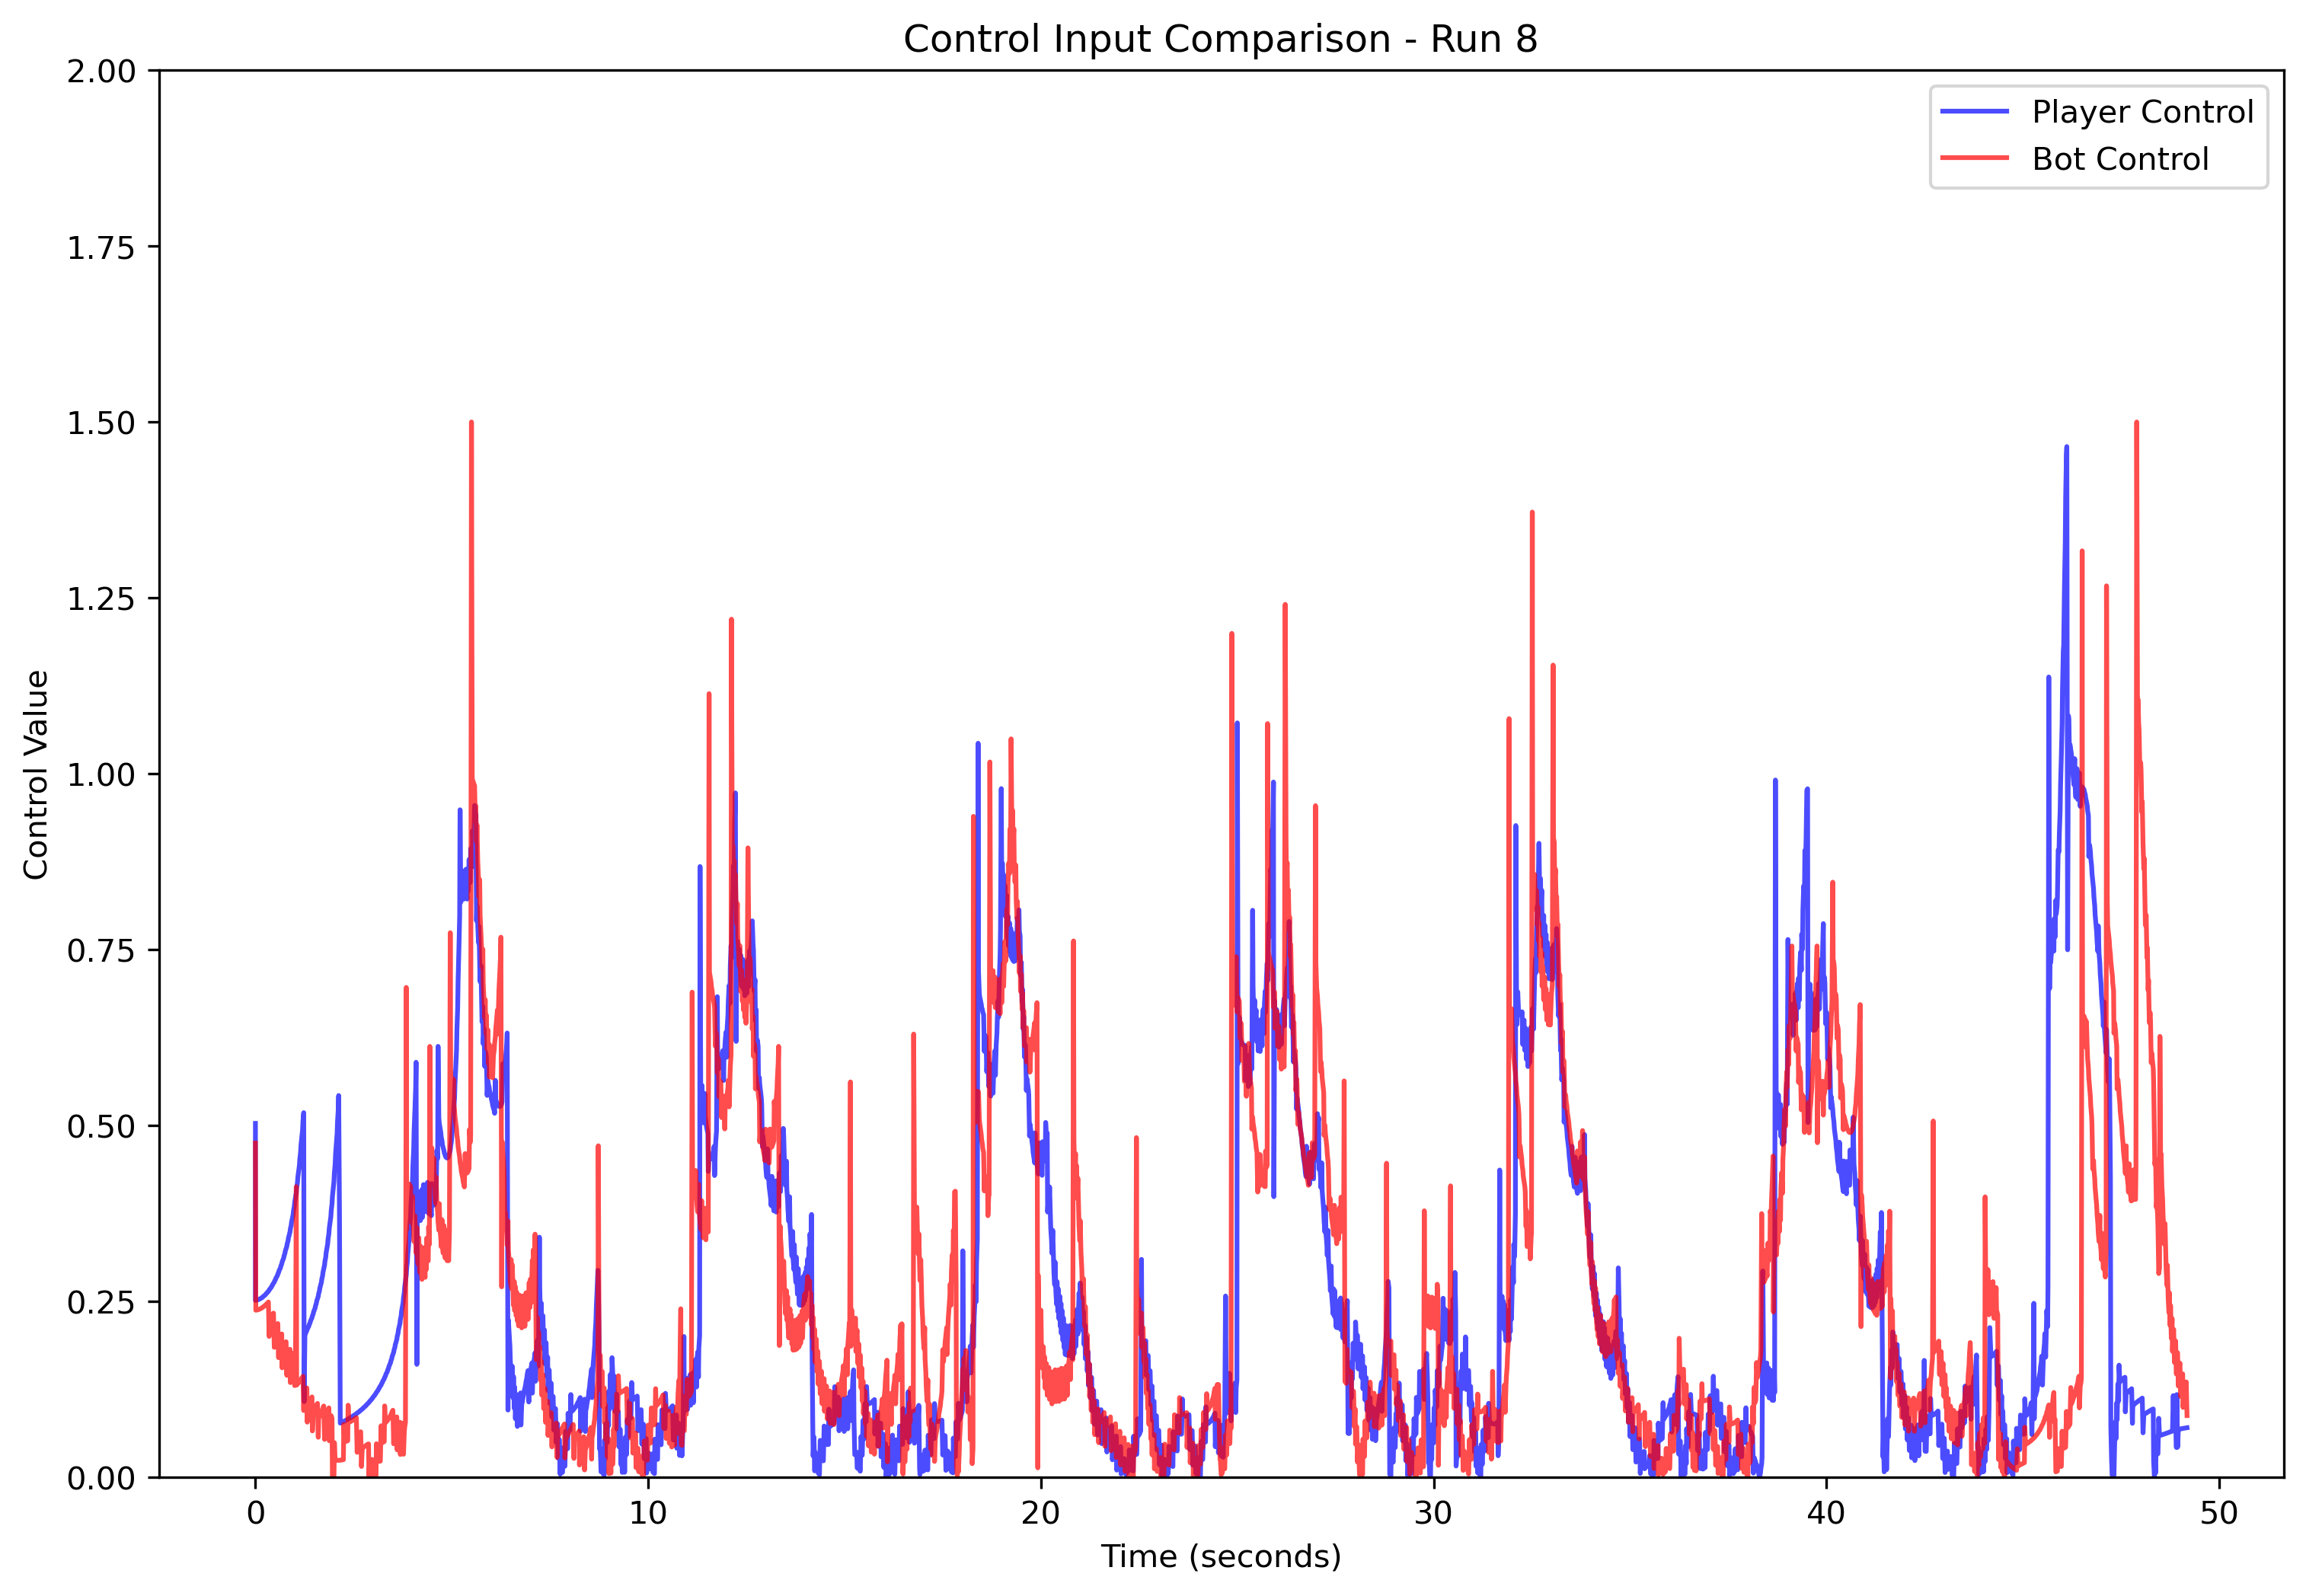 Control Input Comparison - Run 8
Player Control
Bot Control
2.00
1.75
1.50
1.25
1.00
0.75
0.50
0.25
0.00
Control Value
0 10 20 30 40 50
Time (seconds)